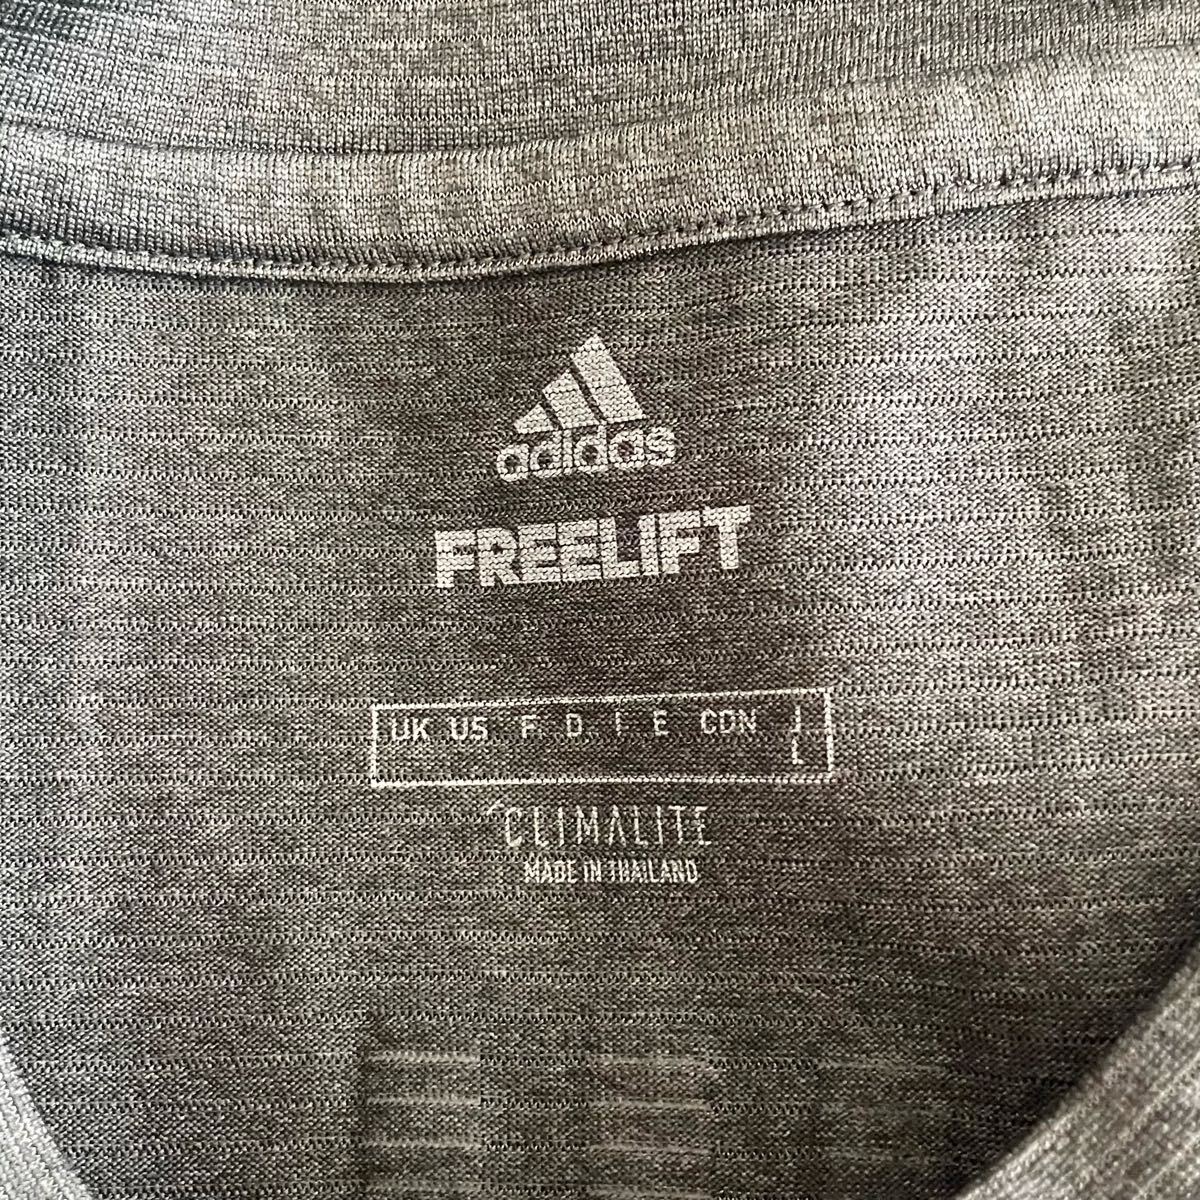 adidas
FREELIFT
UK US F D I E CDN J
L
CLIMALITE
MADE IN THAILAND